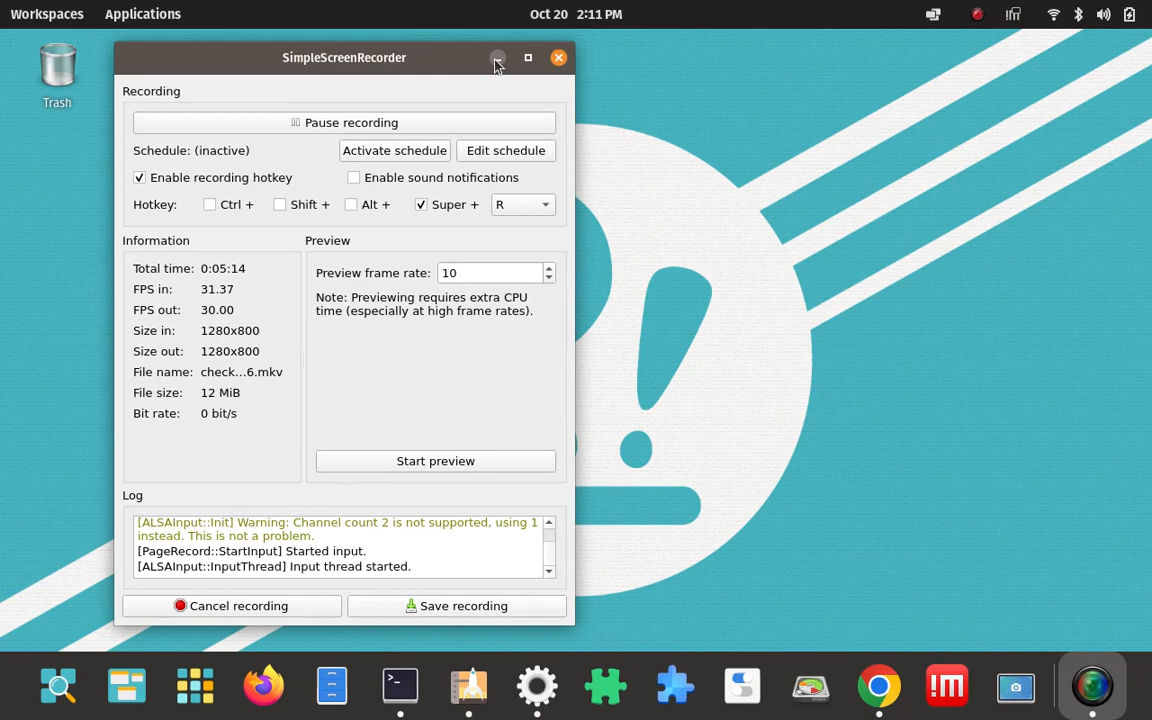 Workspaces Applications Oct 20 2:11 PM
Trash
SimpleScreenRecorder
Recording
Pause recording
Schedule: (inactive) Activate schedule Edit schedule
Enable recording hotkey Enable sound notifications
Hotkey: Ctrl + Shift + Alt + Super + R
Information
Total time: 0:05:14
FPS in: 31.37
FPS out: 30.00
Size in: 1280x800
Size out: 1280x800
File name: check...6.mkv
File size: 12 MiB
Bit rate: 0 bit/s
Preview
Preview frame rate: 10
Note: Previewing requires extra CPU
time (especially at high frame rates).
Start preview
Log
[ALSAInput::Init] Warning: Channel count 2 is not supported, using 1
instead. This is not a problem.
[PageRecord::StartInput] Started input.
[ALSAInput::InputThread] Input thread started.
Cancel recording Save recording